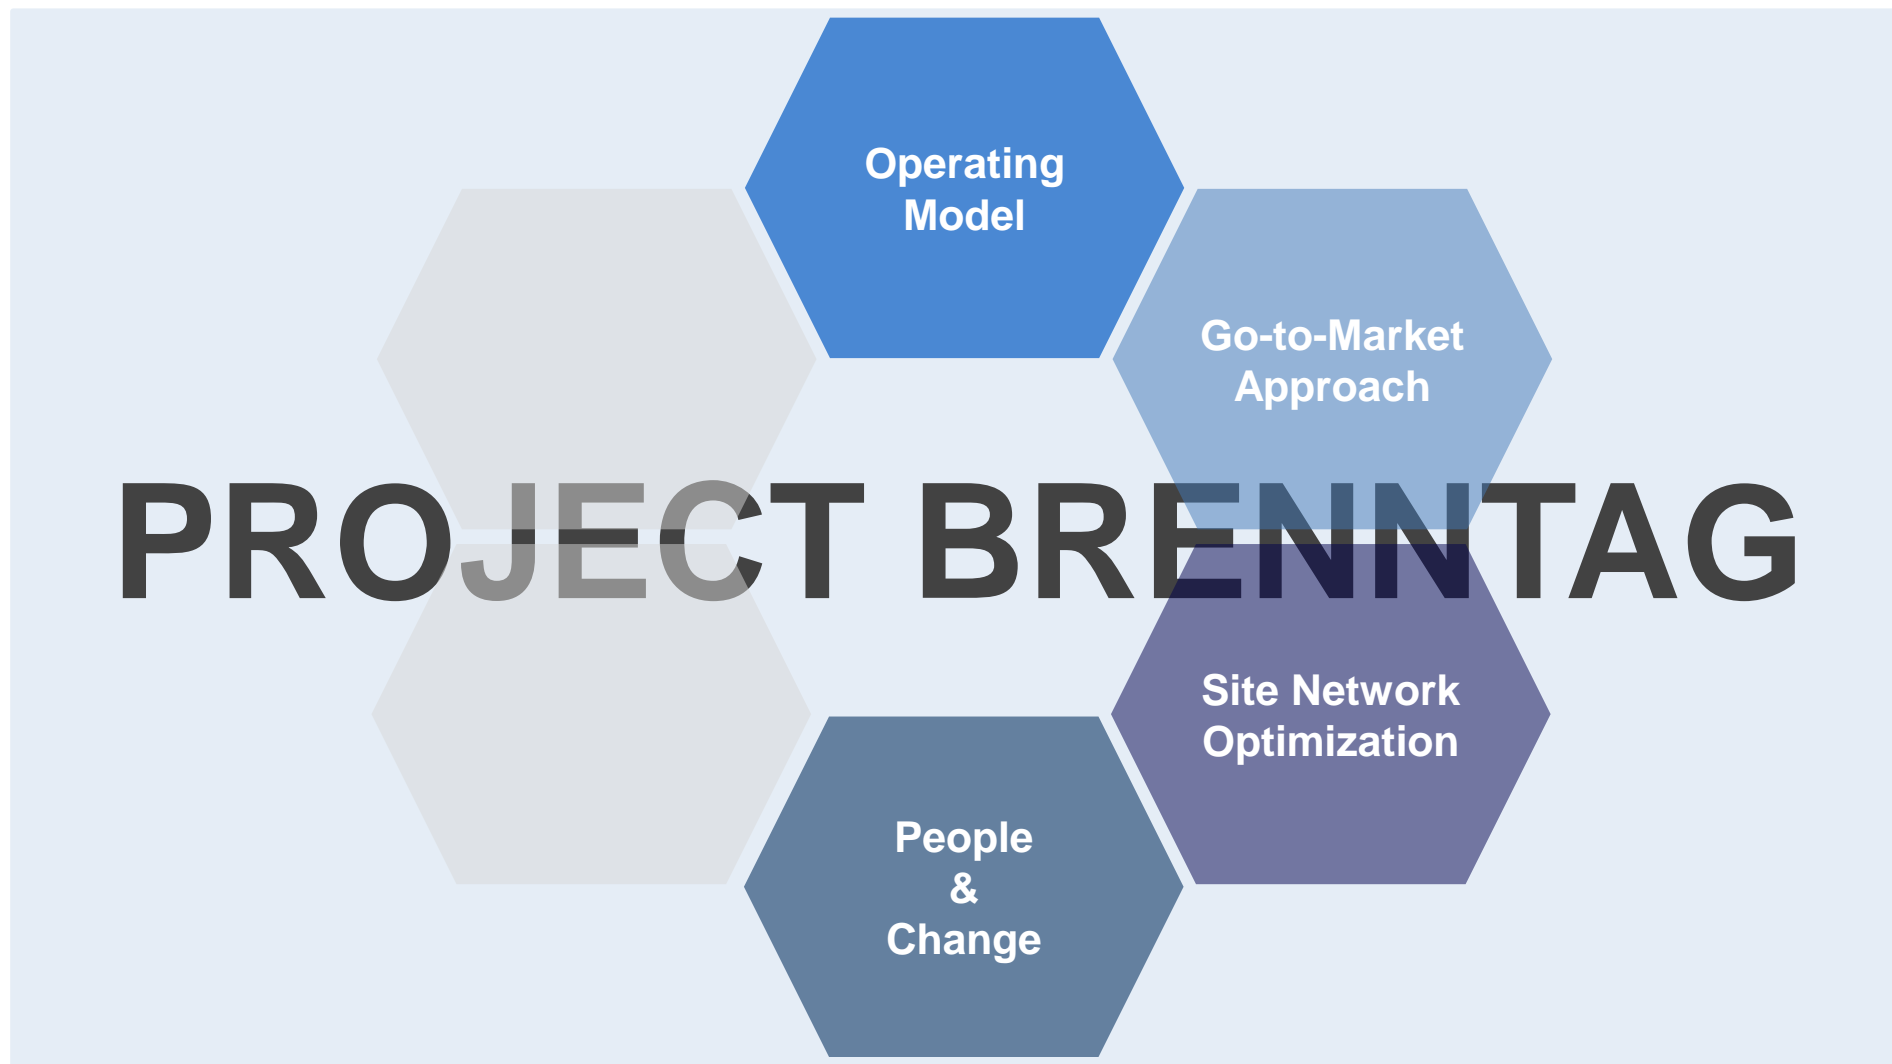 Operating
Model
Go-to-Market
Approach
PROJECT BRENNTAG
Site Network
Optimization
People
&
Change